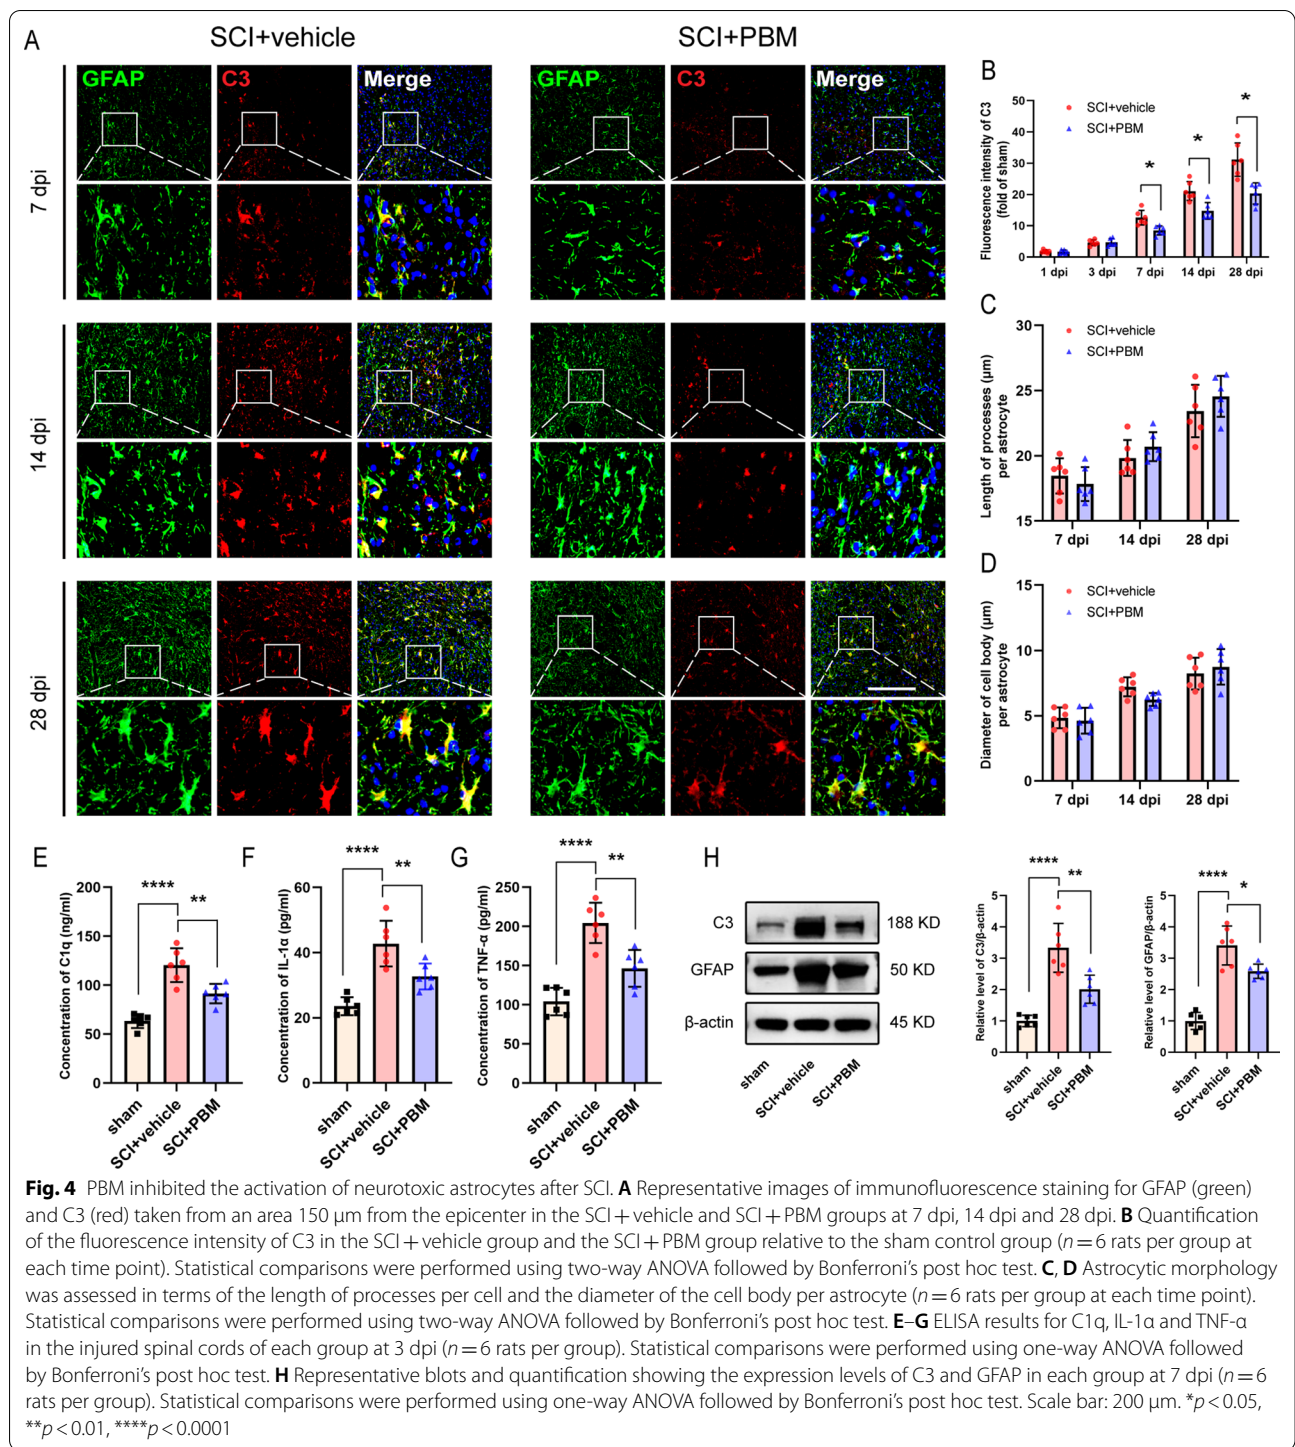 A
SCI+vehicle
SCI+PBM
GFAP
C3
Merge
GFAP
C3
Merge
7 dpi
14 dpi
28 dpi
B
Fluorescence intensity of C3
(fold of sham)
50
40
30
20
10
0
SCI+vehicle
SCI+PBM
*
*
*
1 dpi
3 dpi
7 dpi
14 dpi
28 dpi
C
Length of processes (μm)
per astrocyte
30
25
20
15
SCI+vehicle
SCI+PBM
7 dpi
14 dpi
28 dpi
D
Diameter of cell body (μm)
per astrocyte
15
10
5
0
SCI+vehicle
SCI+PBM
7 dpi
14 dpi
28 dpi
E
Concentration of C1q (ng/ml)
200
150
100
50
0
****
**
sham
SCI+vehicle
SCI+PBM
F
Concentration of IL-1α (pg/ml)
60
40
20
0
****
**
sham
SCI+vehicle
SCI+PBM
G
Concentration of TNF-α (pg/ml)
250
200
150
100
50
0
****
**
sham
SCI+vehicle
SCI+PBM
H
C3
188 KD
GFAP
50 KD
β-actin
45 KD
sham
SCI+vehicle
SCI+PBM
Relative level of C3/β-actin
5
4
3
2
1
0
****
**
sham
SCI+vehicle
SCI+PBM
Relative level of GFAP/β-actin
5
4
3
2
1
0
****
*
sham
SCI+vehicle
SCI+PBM
Fig. 4 PBM inhibited the activation of neurotoxic astrocytes after SCI. A Representative images of immunofluorescence staining for GFAP (green)
and C3 (red) taken from an area 150 μm from the epicenter in the SCI + vehicle and SCI + PBM groups at 7 dpi, 14 dpi and 28 dpi. B Quantification
of the fluorescence intensity of C3 in the SCI + vehicle group and the SCI + PBM group relative to the sham control group (n = 6 rats per group at
each time point). Statistical comparisons were performed using two-way ANOVA followed by Bonferroni's post hoc test. C, D Astrocytic morphology
was assessed in terms of the length of processes per cell and the diameter of the cell body per astrocyte (n = 6 rats per group at each time point).
Statistical comparisons were performed using two-way ANOVA followed by Bonferroni's post hoc test. E–G ELISA results for C1q, IL-1α and TNF-α
in the injured spinal cords of each group at 3 dpi (n = 6 rats per group). Statistical comparisons were performed using one-way ANOVA followed
by Bonferroni's post hoc test. H Representative blots and quantification showing the expression levels of C3 and GFAP in each group at 7 dpi (n = 6
rats per group). Statistical comparisons were performed using one-way ANOVA followed by Bonferroni's post hoc test. Scale bar: 200 μm. *p < 0.05,
**p < 0.01, ****p < 0.0001